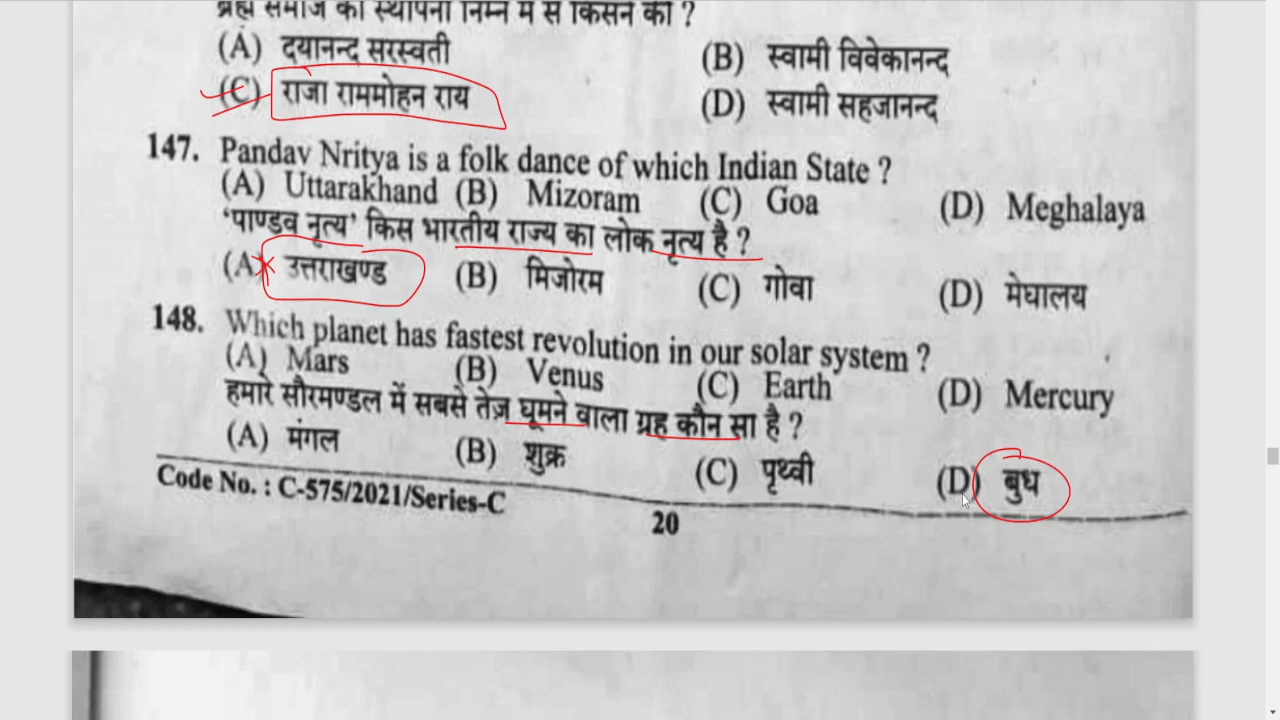 ब्रह्म समाज की स्थापना निम्न में से किसने की ?
(A) दयानन्द सरस्वती (B) स्वामी विवेकानन्द
(C) राजा राममोहन राय (D) स्वामी सहजानन्द
147. Pandav Nritya is a folk dance of which Indian State ?
(A) Uttarakhand (B) Mizoram (C) Goa (D) Meghalaya
‘पाण्डव नृत्य’ किस भारतीय राज्य का लोक नृत्य है ?
(A) उत्तराखण्ड (B) मिजोरम (C) गोवा (D) मेघालय
148. Which planet has fastest revolution in our solar system ?
(A) Mars (B) Venus (C) Earth (D) Mercury
हमारे सौरमण्डल में सबसे तेज़ घूमने वाला ग्रह कौन सा है ?
(A) मंगल (B) शुक्र (C) पृथ्वी (D) बुध
Code No. : C-575/2021/Series-C
20